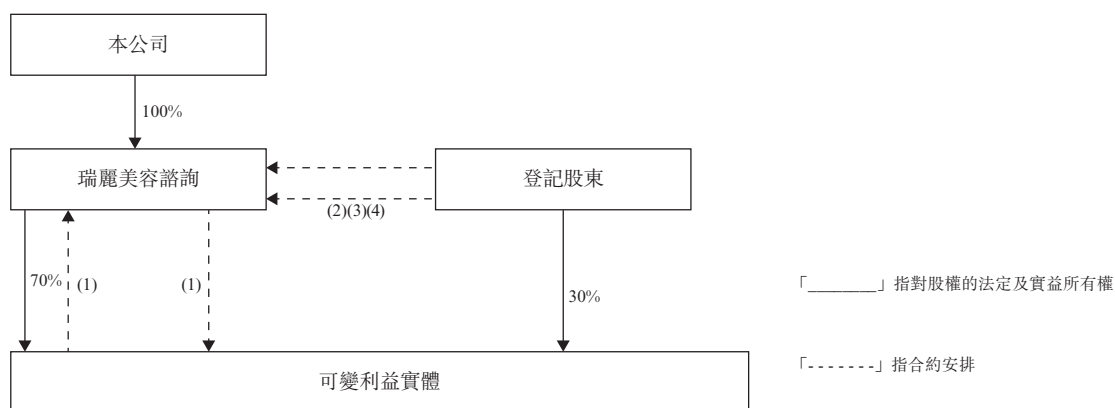 本公司
100%
瑞麗美容諮詢
登記股東
(2)(3)(4)
70%
(1)
(1)
30%
「________」指對股權的法定及實益所有權
「-------」指合約安排
可變利益實體